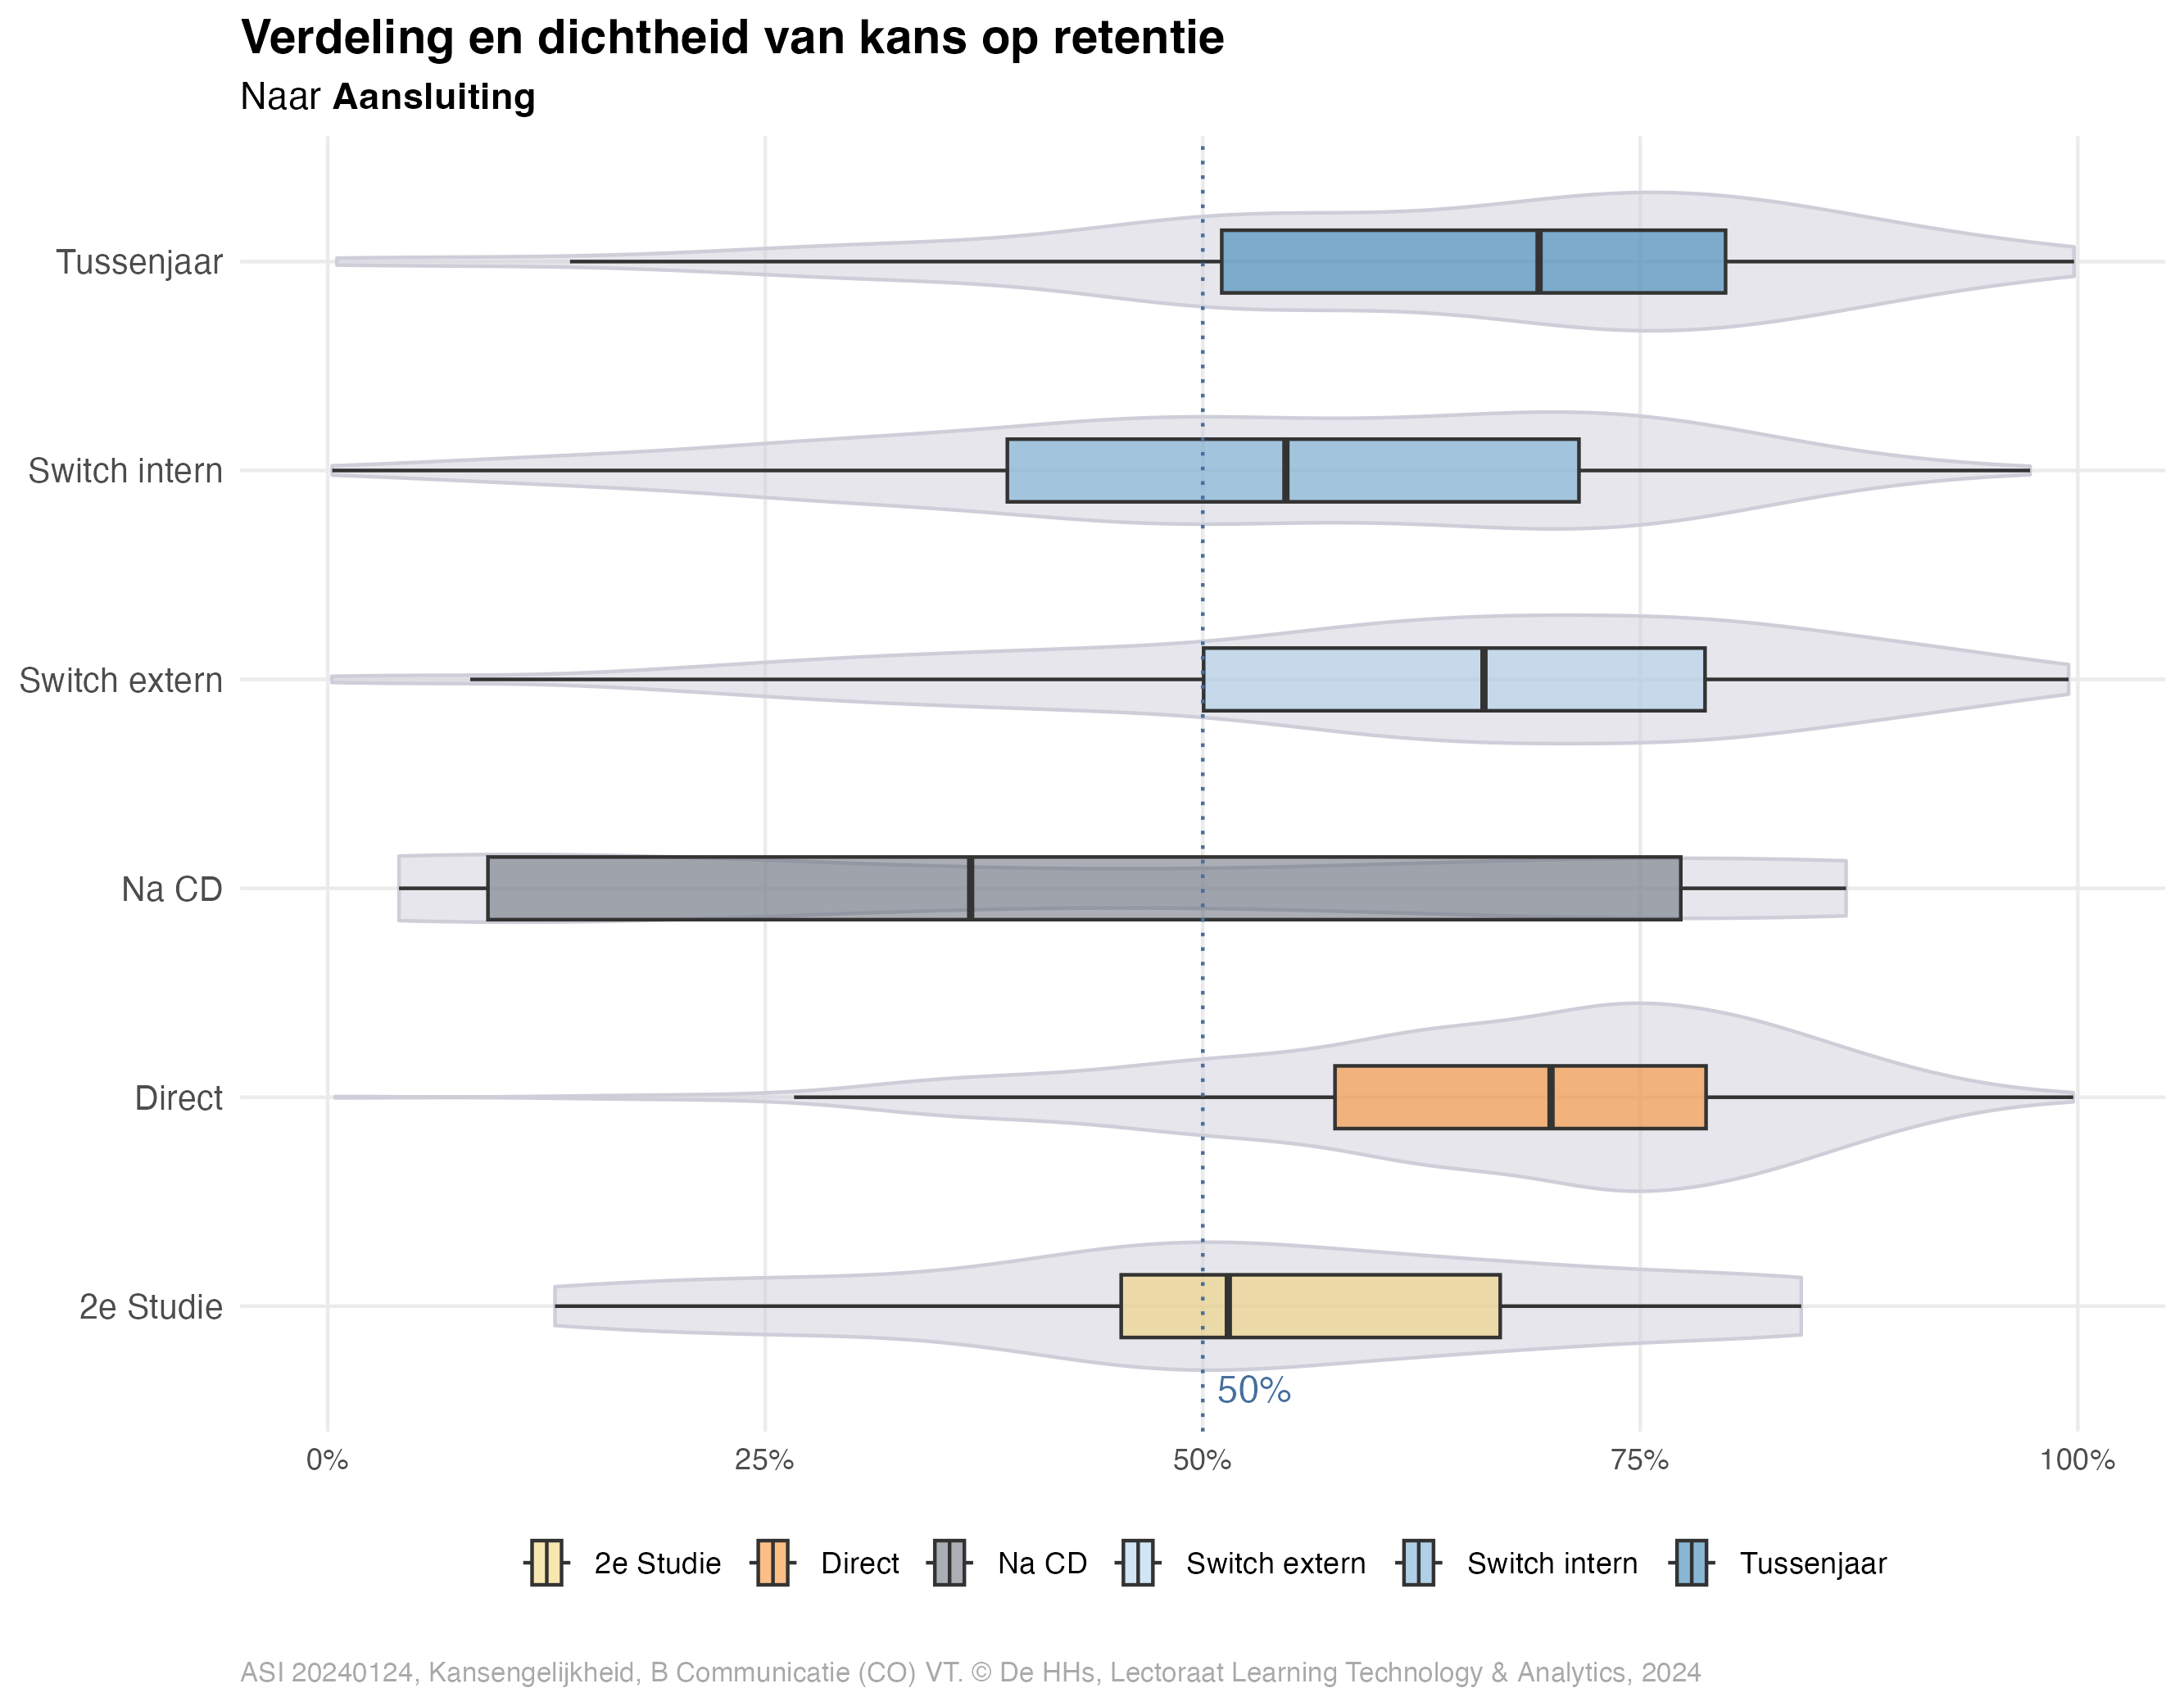 Verdeling en dichtheid van kans op retentie
Naar Aansluiting
Tussenjaar
Switch intern
Switch extern
Na CD
Direct
2e Studie
50%
0% 25% 50% 75% 100%
2e Studie Direct Na CD Switch extern Switch intern Tussenjaar
ASI 20240124, Kansengelijkheid, B Communicatie (CO) VT. © De HHs, Lectoraat Learning Technology & Analytics, 2024